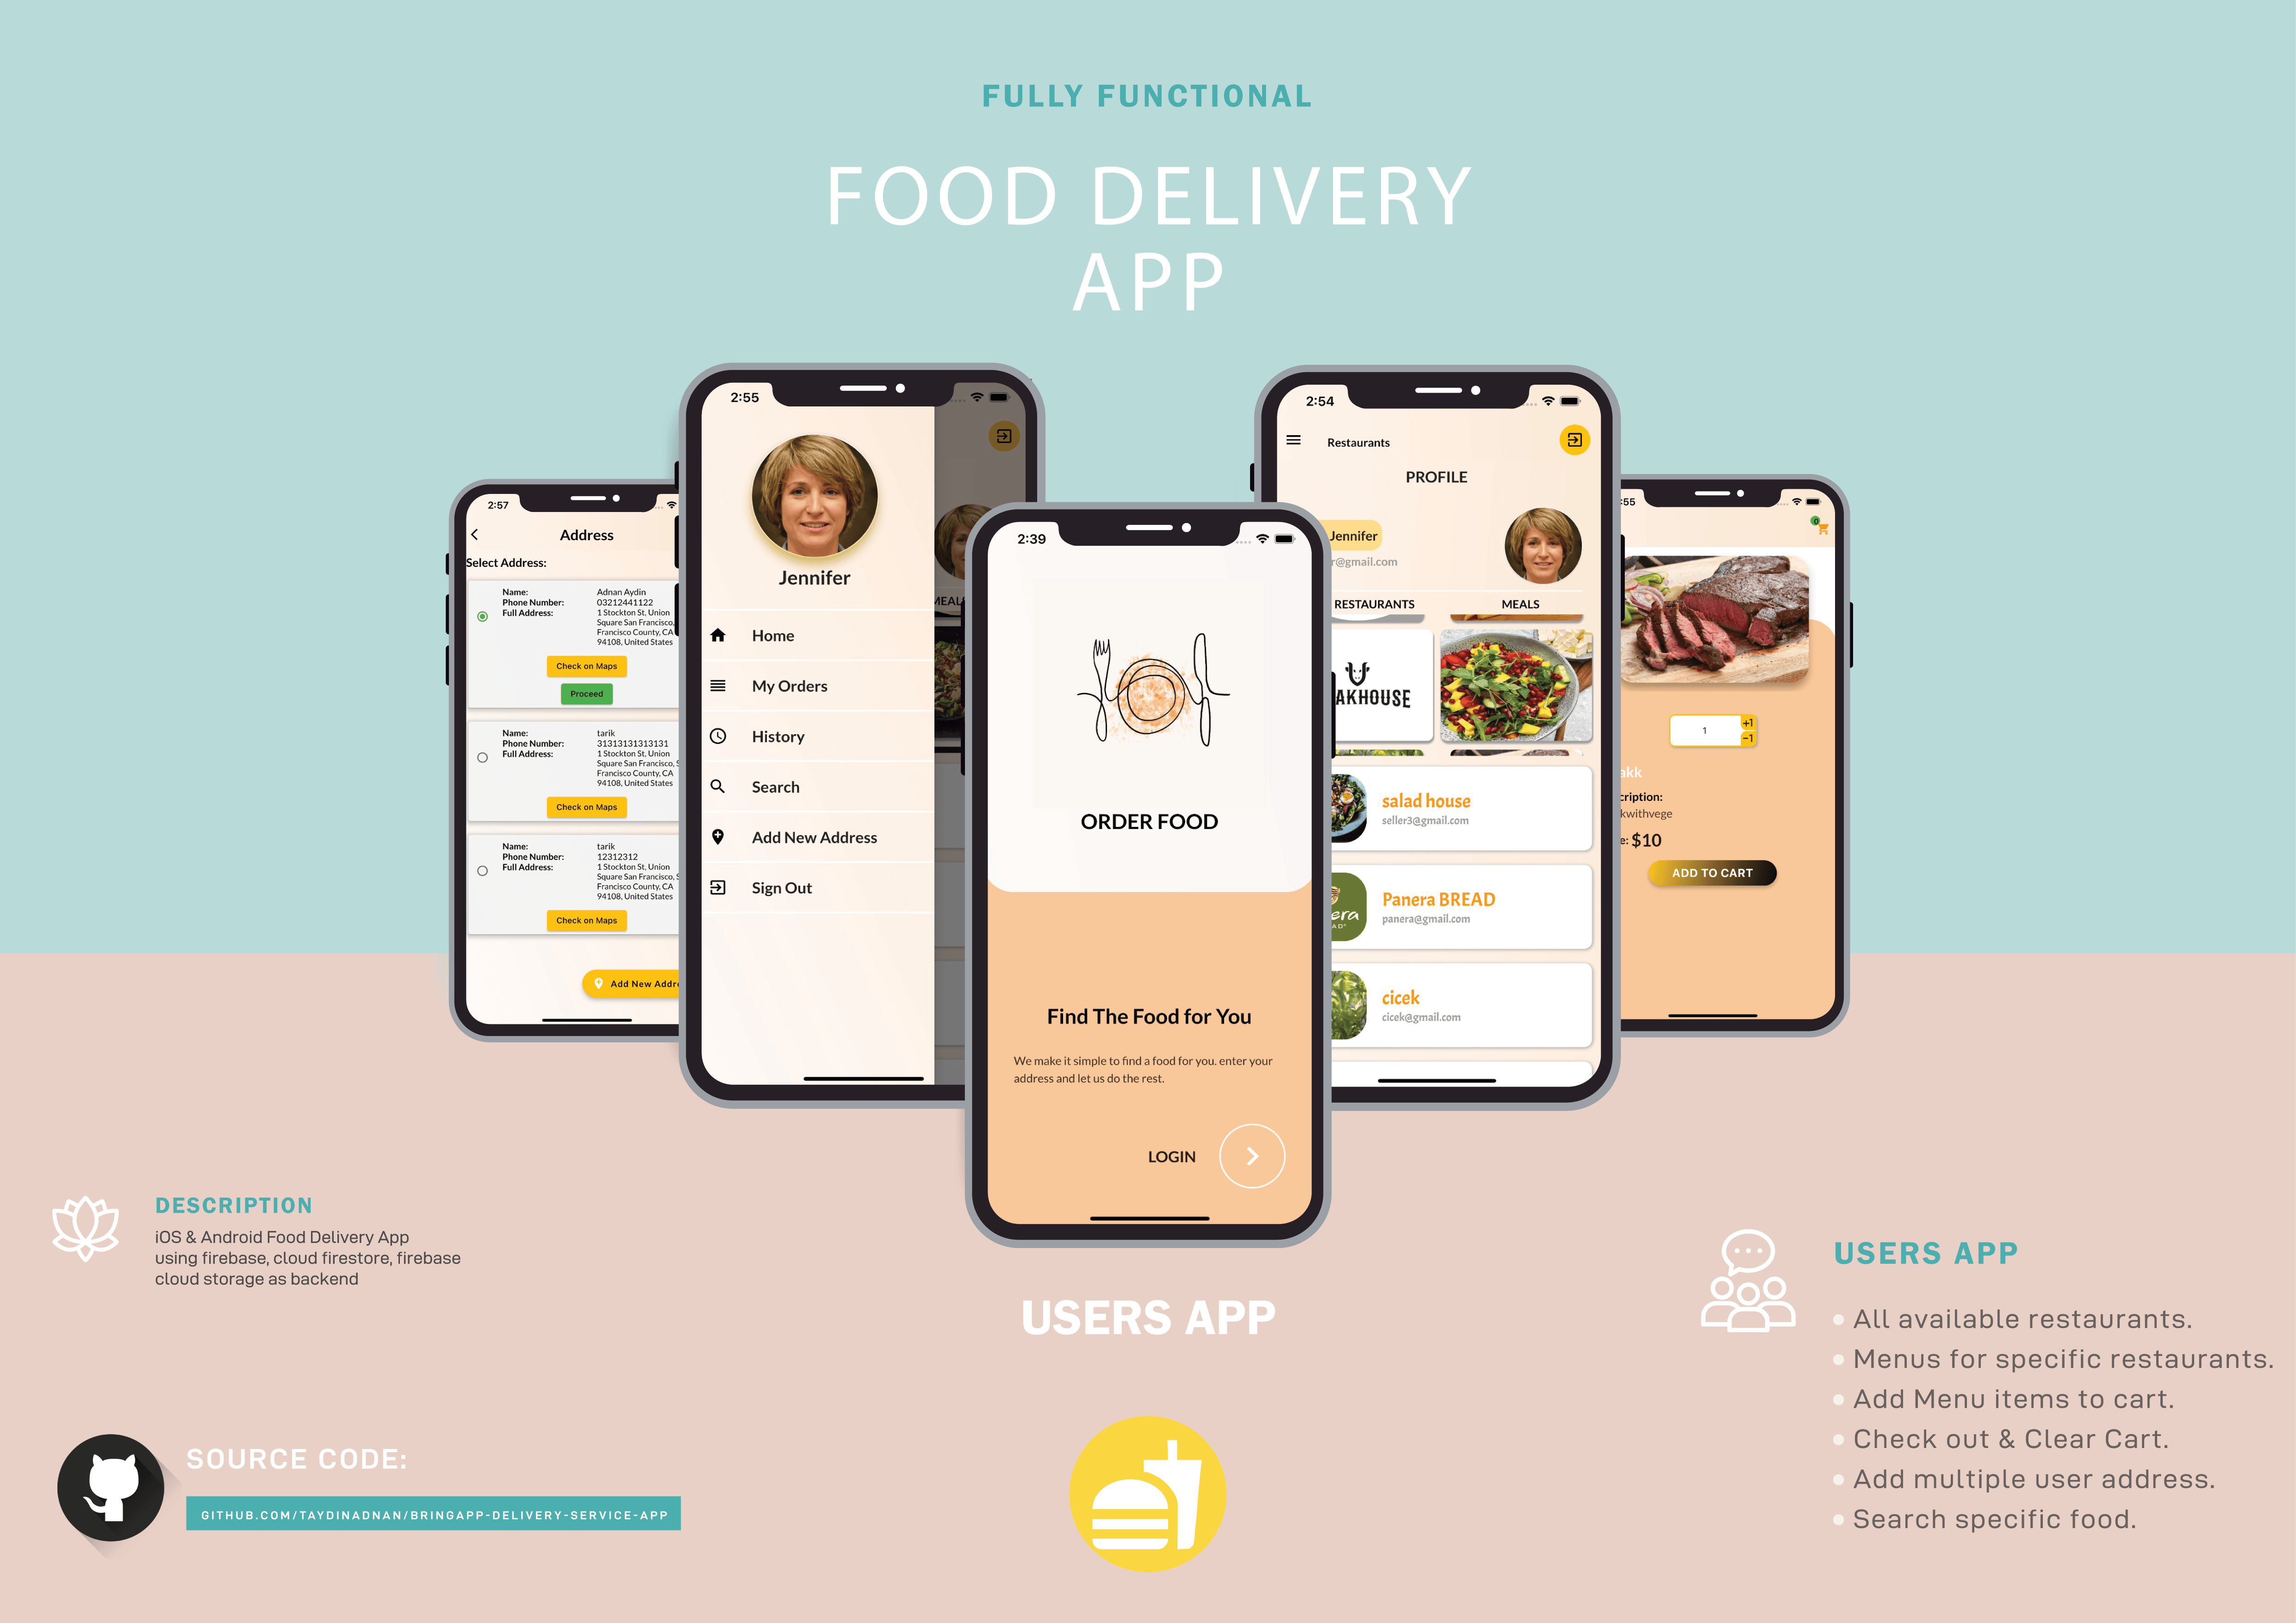 FULLY FUNCTIONAL
FOOD DELIVERY
APP
2:57
Address
Select Address:
Name: Adnan Aydin
Phone Number: 03212441122
Full Address: 1 Stockton St, Union
Square San Francisco,
Francisco County, CA
94108, United States
Check on Maps
Proceed
Name: tarik
Phone Number: 31313131313131
Full Address: 1 Stockton St, Union
Square San Francisco, S
Francisco County, CA
94108, United States
Check on Maps
Name: tarik
Phone Number: 12312312
Full Address: 1 Stockton St, Union
Square San Francisco, S
Francisco County, CA
94108, United States
Check on Maps
Add New Addre
2:55
Jennifer
Home
My Orders
History
Search
Add New Address
Sign Out
MEAL
2:39
ORDER FOOD
Find The Food for You
We make it simple to find a food for you. enter your
address and let us do the rest.
LOGIN
2:54
Restaurants
PROFILE
Jennifer
r@gmail.com
RESTAURANTS MEALS
AKHOUSE
salad house
seller3@gmail.com
era
AD
Panera BREAD
panera@gmail.com
cicek
cicek@gmail.com
:55
0
1
+1
-1
akk
cription:
kwithvege
e: $10
ADD TO CART
DESCRIPTION
iOS & Android Food Delivery App
using firebase, cloud firestore, firebase
cloud storage as backend
SOURCE CODE:
GITHUB.COM/TAYDINADNAN/BRINGAPP-DELIVERY-SERVICE-APP
USERS APP
USERS APP
All available restaurants.
Menus for specific restaurants.
Add Menu items to cart.
Check out & Clear Cart.
Add multiple user address.
Search specific food.